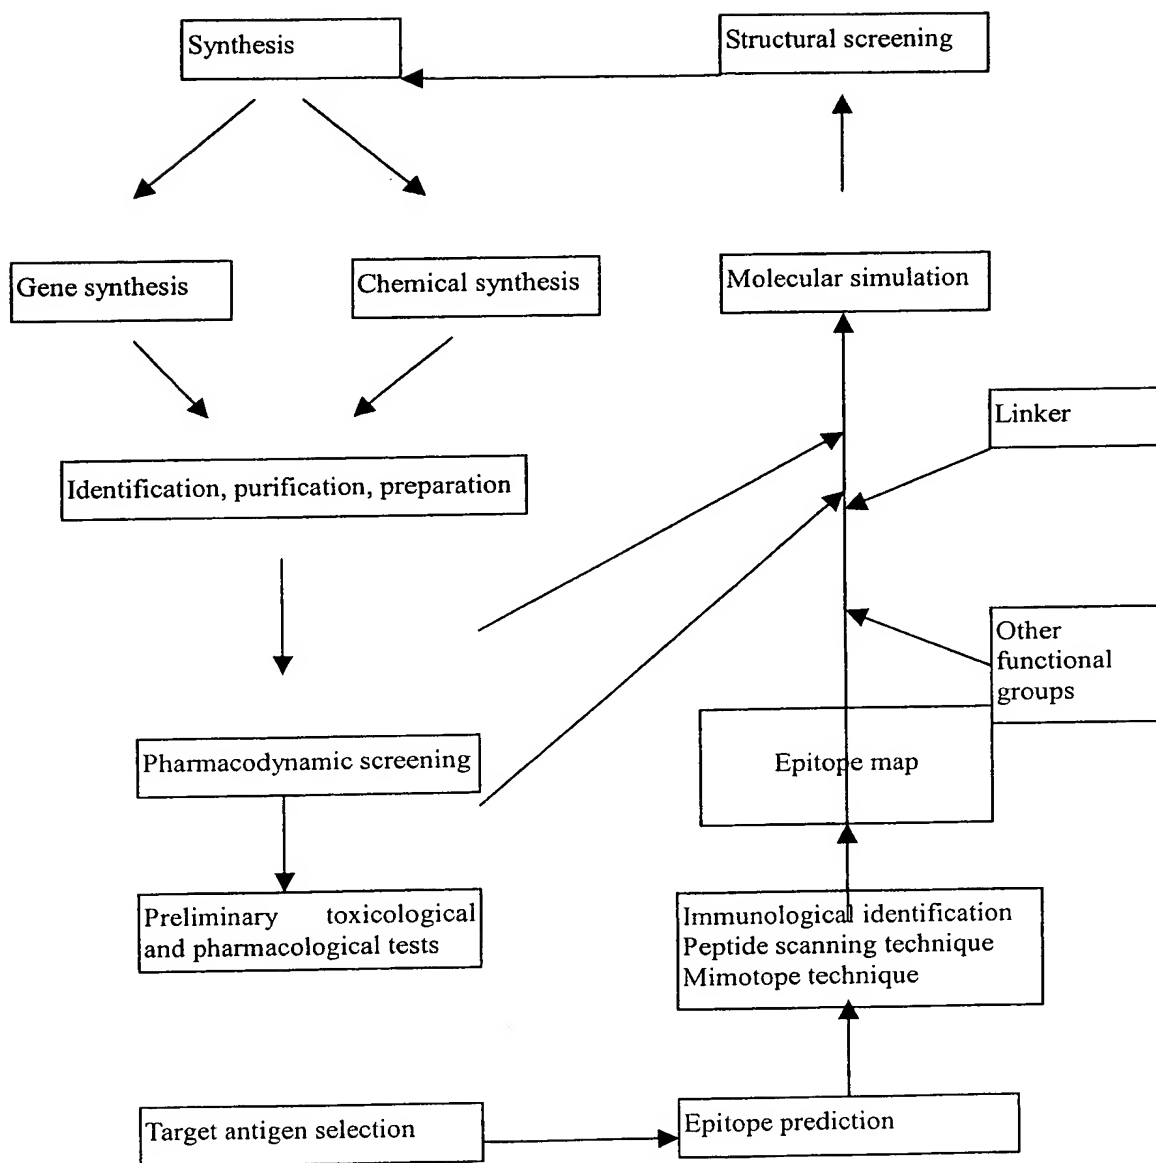 Synthesis
Structural screening
Gene synthesis
Chemical synthesis
Molecular simulation
Linker
Identification, purification, preparation
Other
functional
groups
Pharmacodynamic screening
Epitope map
Preliminary toxicological
and pharmacological tests
Immunological identification
Peptide scanning technique
Mimotope technique
Target antigen selection
Epitope prediction